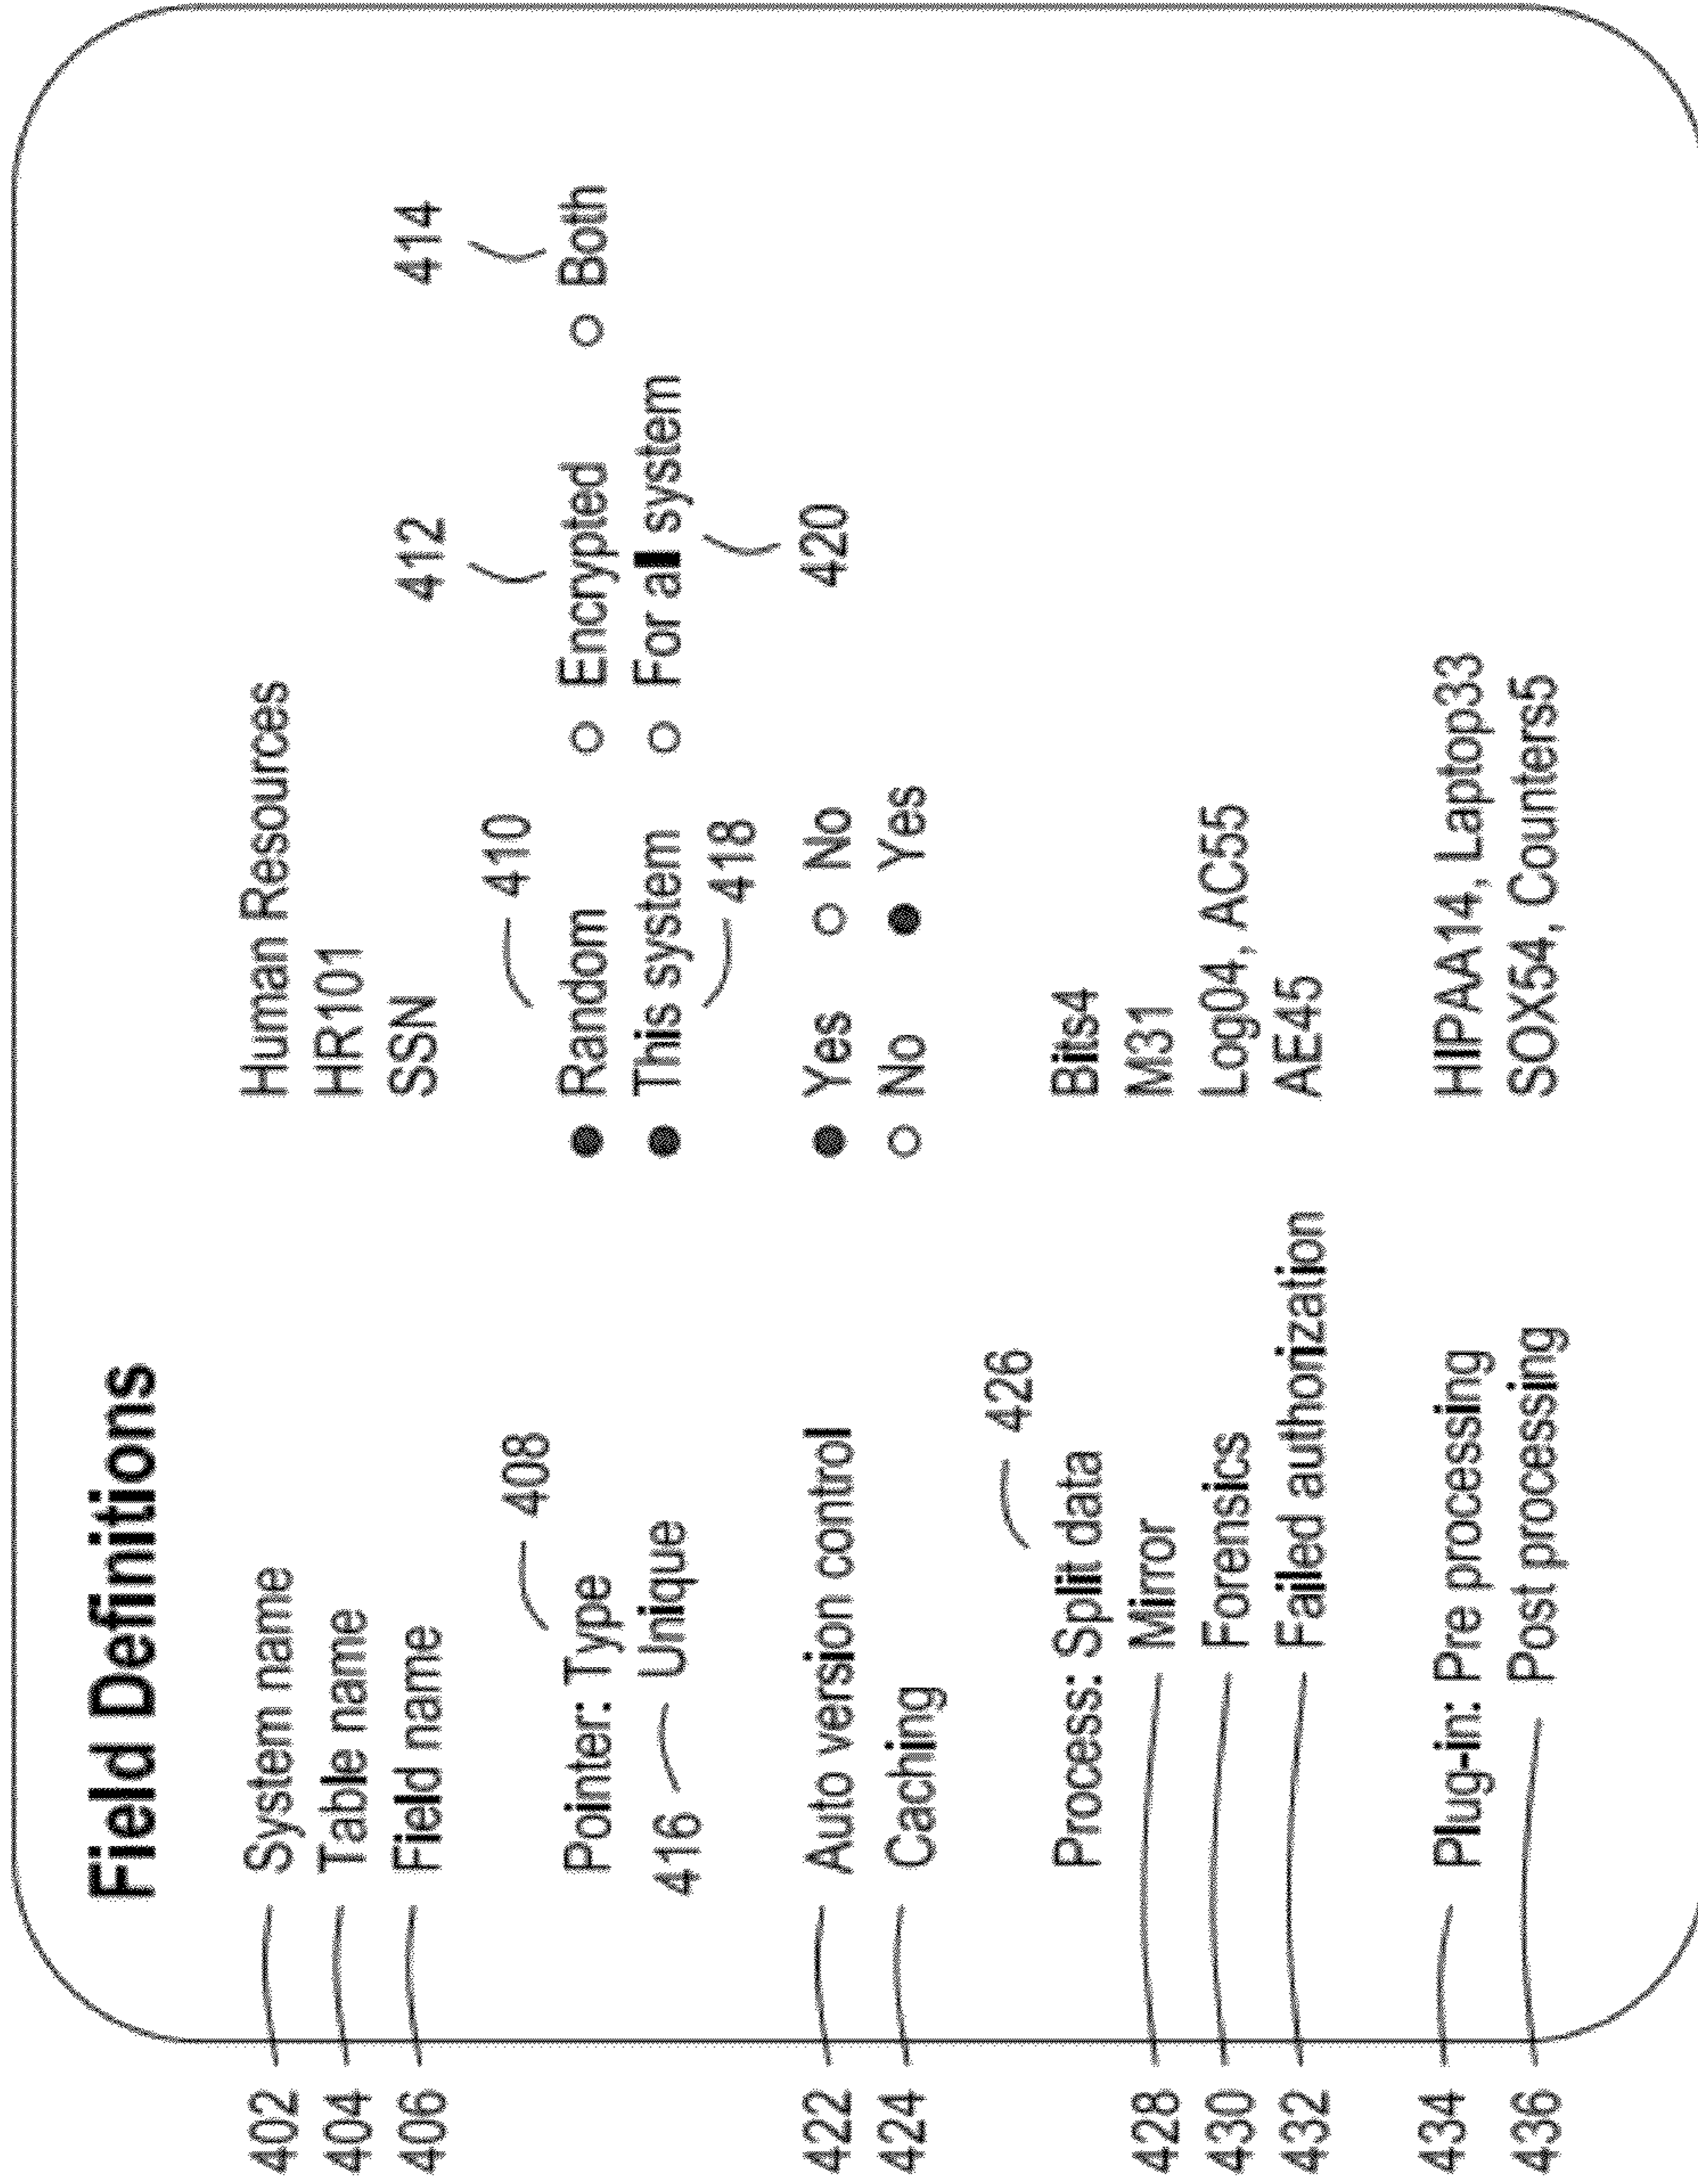 Field Definitions
402 System name Human Resources
404 Table name HR101
406 Field name SSN
408 410 412 414
Pointer: Type ● Random ○ Encrypted ○ Both
416 Unique ● This system ○ For all system
418 420
422 Auto version control ● Yes ○ No
424 Caching ○ No ● Yes
426
Process: Split data Bits4
428 Mirror M31
430 Forensics Log04, AC55
432 Failed authorization AE45
434 Plug-in: Pre processing HIPAA14, Laptop33
436 Post processing SOX54, Counters5